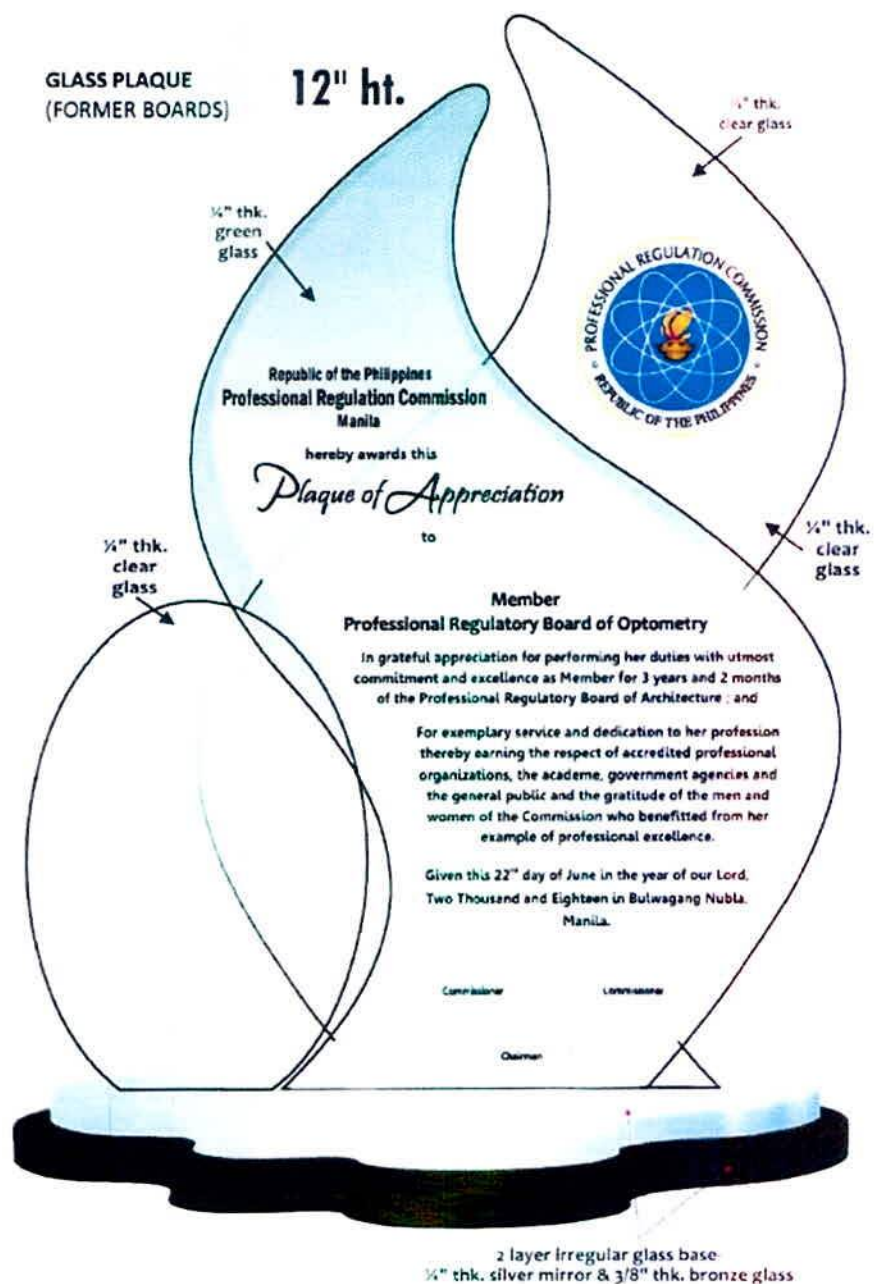 GLASS PLAQUE
(FORMER BOARDS)
12" ht.
¼" thk.
clear glass
¼" thk.
green
glass
PROFESSIONAL REGULATION COMMISSION
REPUBLIC OF THE PHILIPPINES
Republic of the Philippines
Professional Regulation Commission
Manila
hereby awards this
Plaque of Appreciation
to
¼" thk.
clear
glass
¼" thk.
clear
glass
Member
Professional Regulatory Board of Optometry
In grateful appreciation for performing her duties with utmost
commitment and excellence as Member for 3 years and 2 months
of the Professional Regulatory Board of Architecture ; and
For exemplary service and dedication to her profession
thereby earning the respect of accredited professional
organizations, the academe, government agencies and
the general public and the gratitude of the men and
women of the Commission who benefitted from her
example of professional excellence.
Given this 22nd day of June in the year of our Lord,
Two Thousand and Eighteen in Bulwagang Nubla.
Manila.
Commissioner
Commissioner
Chairman
2 layer irregular glass base
¼" thk. silver mirror & 3/8" thk. bronze glass